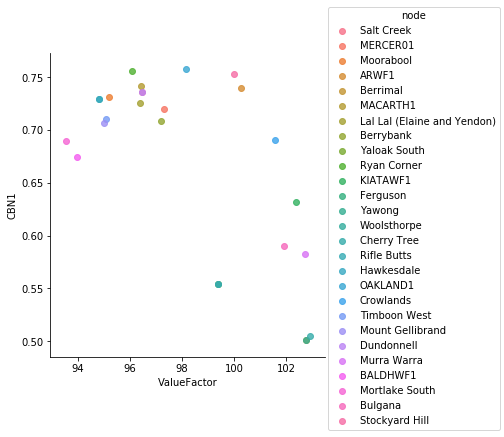 node
Salt Creek
MERCER01
Moorabool
ARWF1
Berrimal
MACARTH1
Lal Lal (Elaine and Yendon)
Berrybank
Yaloak South
Ryan Corner
KIATAWF1
Ferguson
Yawong
Woolsthorpe
Cherry Tree
Rifle Butts
Hawkesdale
OAKLAND1
Crowlands
Timboon West
Mount Gellibrand
Dundonnell
Murra Warra
BALDHWF1
Mortlake South
Bulgana
Stockyard Hill
CBN1
0.75
0.70
0.65
0.60
0.55
0.50
94 96 98 100 102
ValueFactor